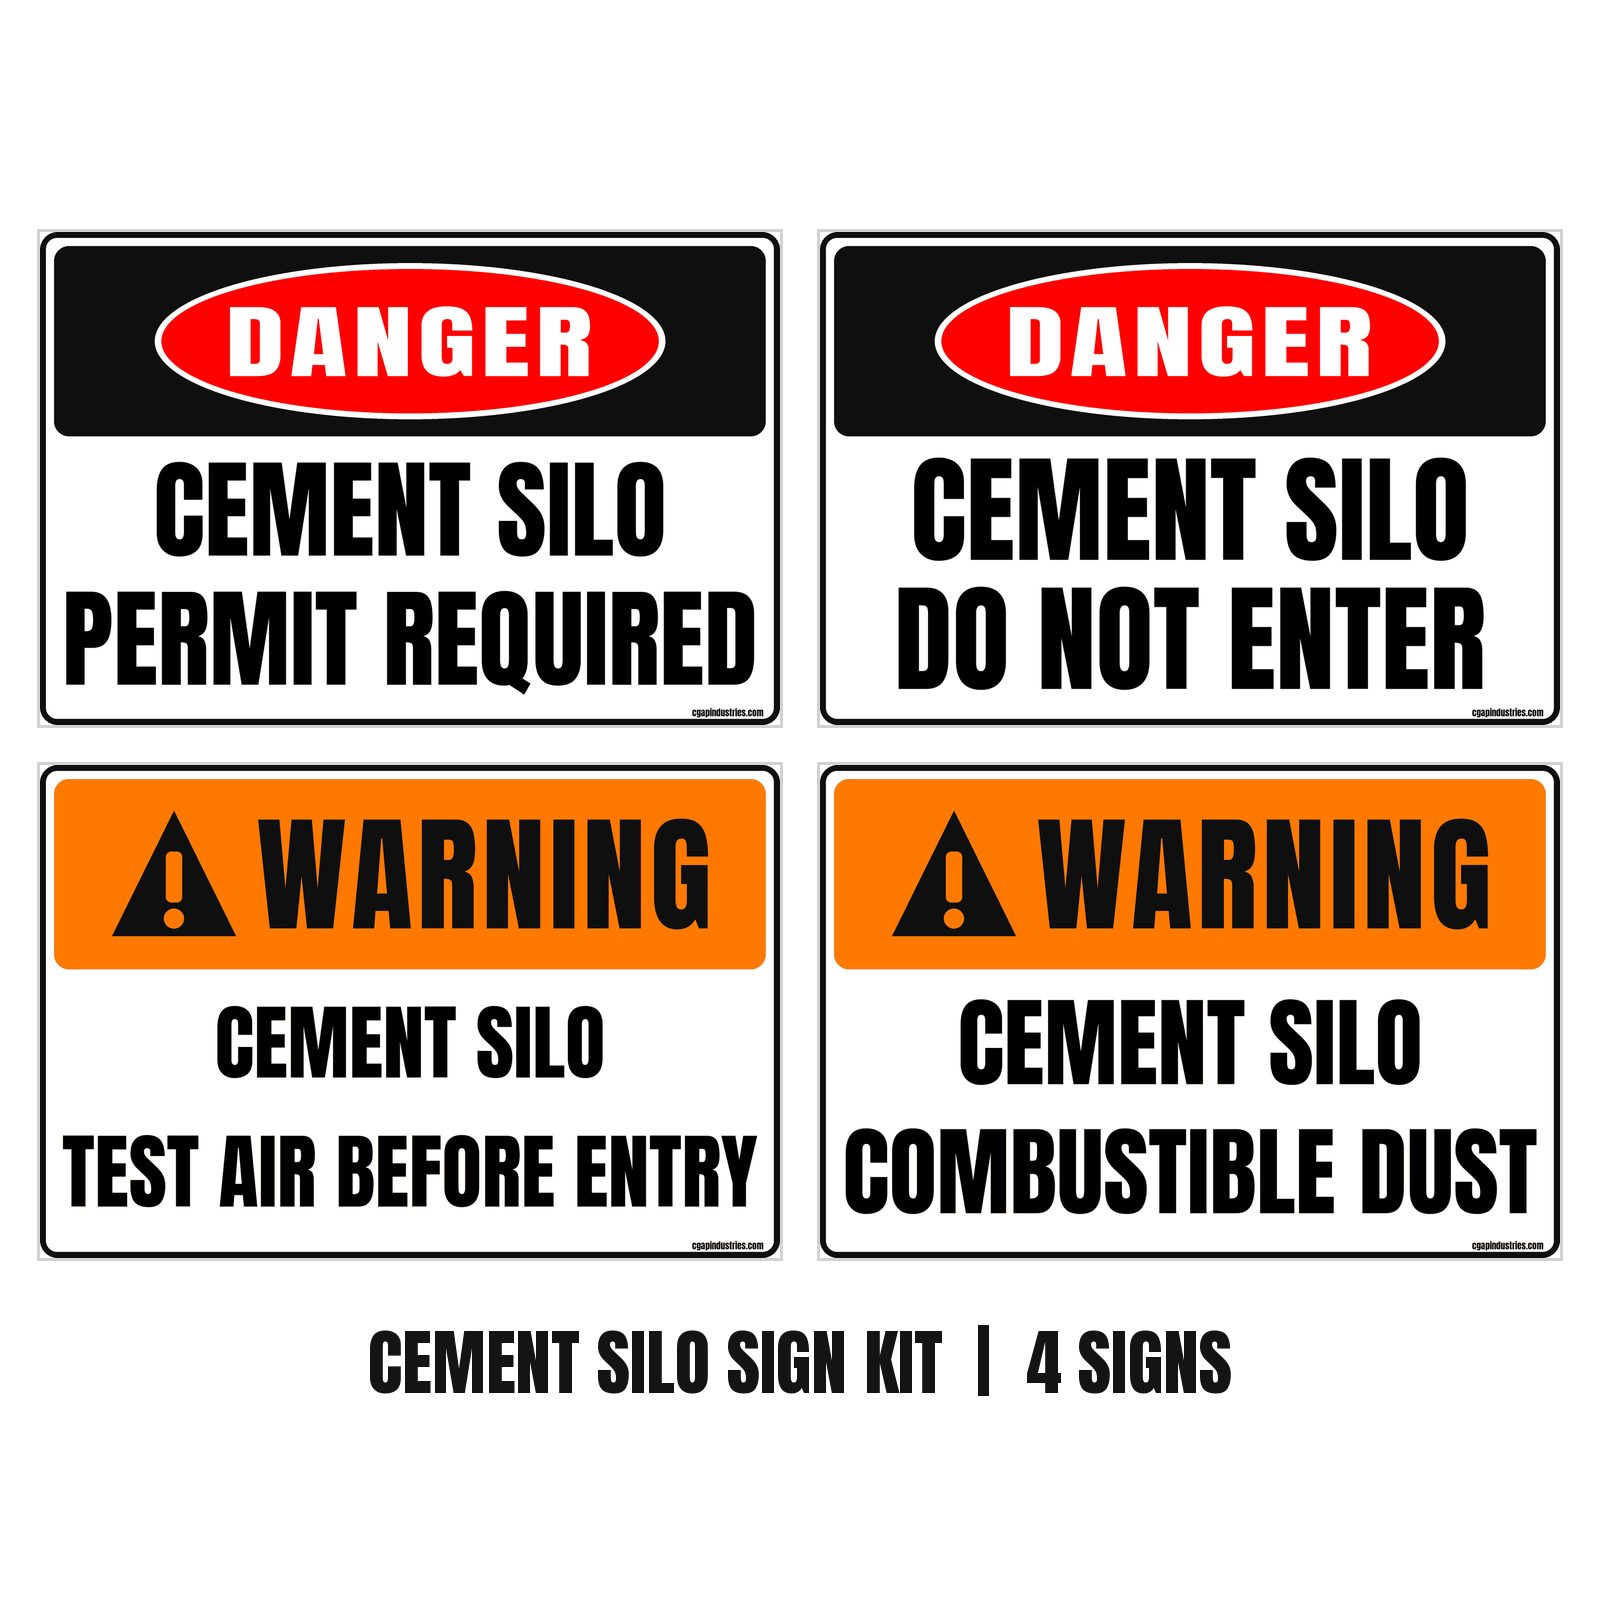 DANGER
CEMENT SILO
PERMIT REQUIRED
cgapindustries.com
DANGER
CEMENT SILO
DO NOT ENTER
cgapindustries.com
WARNING
CEMENT SILO
TEST AIR BEFORE ENTRY
cgapindustries.com
WARNING
CEMENT SILO
COMBUSTIBLE DUST
cgapindustries.com
CEMENT SILO SIGN KIT | 4 SIGNS